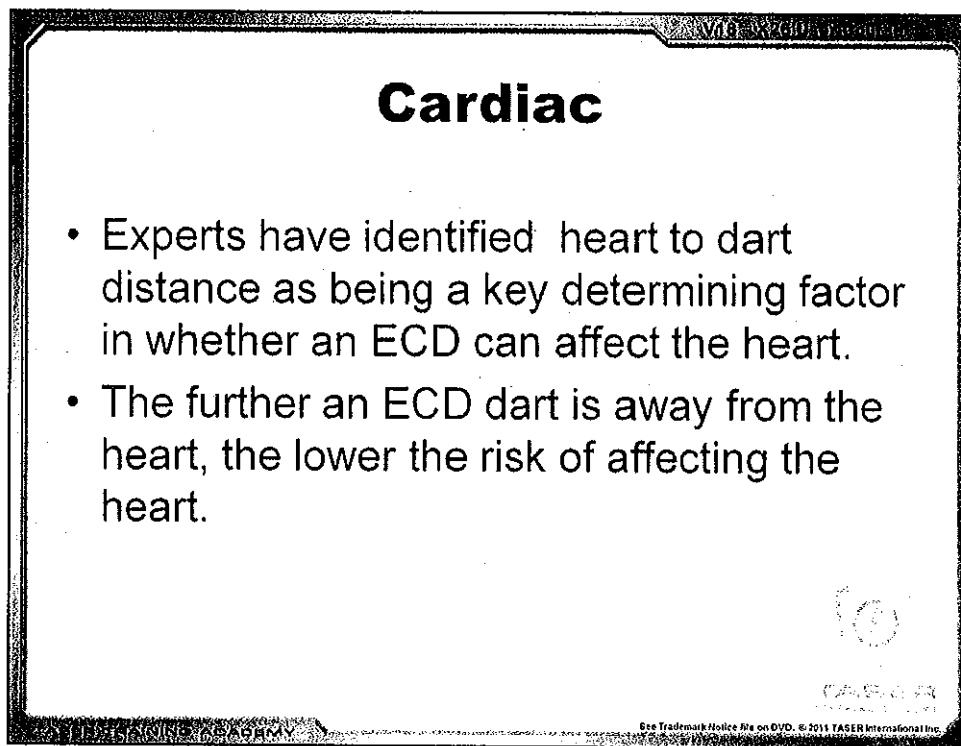 Cardiac
• Experts have identified heart to dart
distance as being a key determining factor
in whether an ECD can affect the heart.
• The further an ECD dart is away from the
heart, the lower the risk of affecting the
heart.
TRAINING ACADEMY
See Trademark Notice file on DVD. © 2011 TASER International Inc.